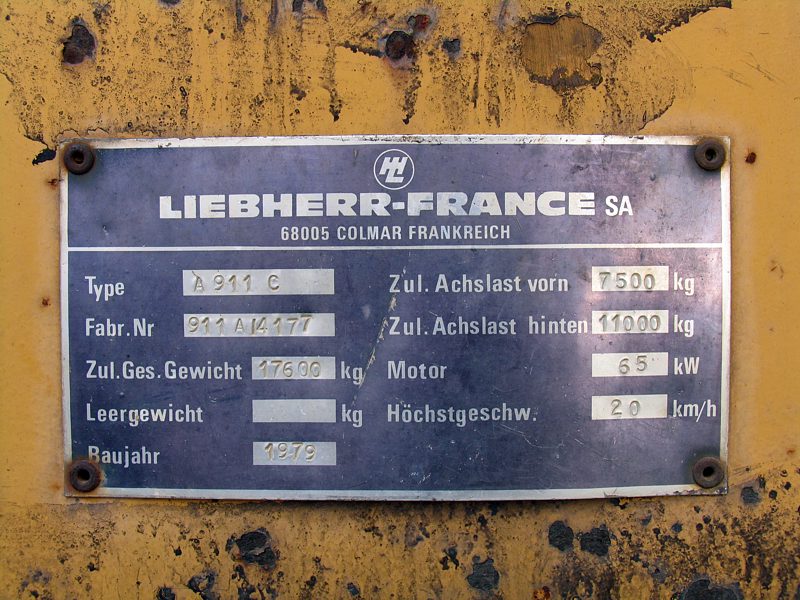 LIEBHERR-FRANCE SA
68005 COLMAR FRANKREICH
Type A 911 C
Fabr.Nr 911 A 4177
Zul.Ges.Gewicht 17600 kg
Leergewicht kg
Baujahr 1979
Zul. Achslast vorn 7500 kg
Zul. Achslast hinten 11000 kg
Motor 65 kW
Höchstgeschw. 20 km/h